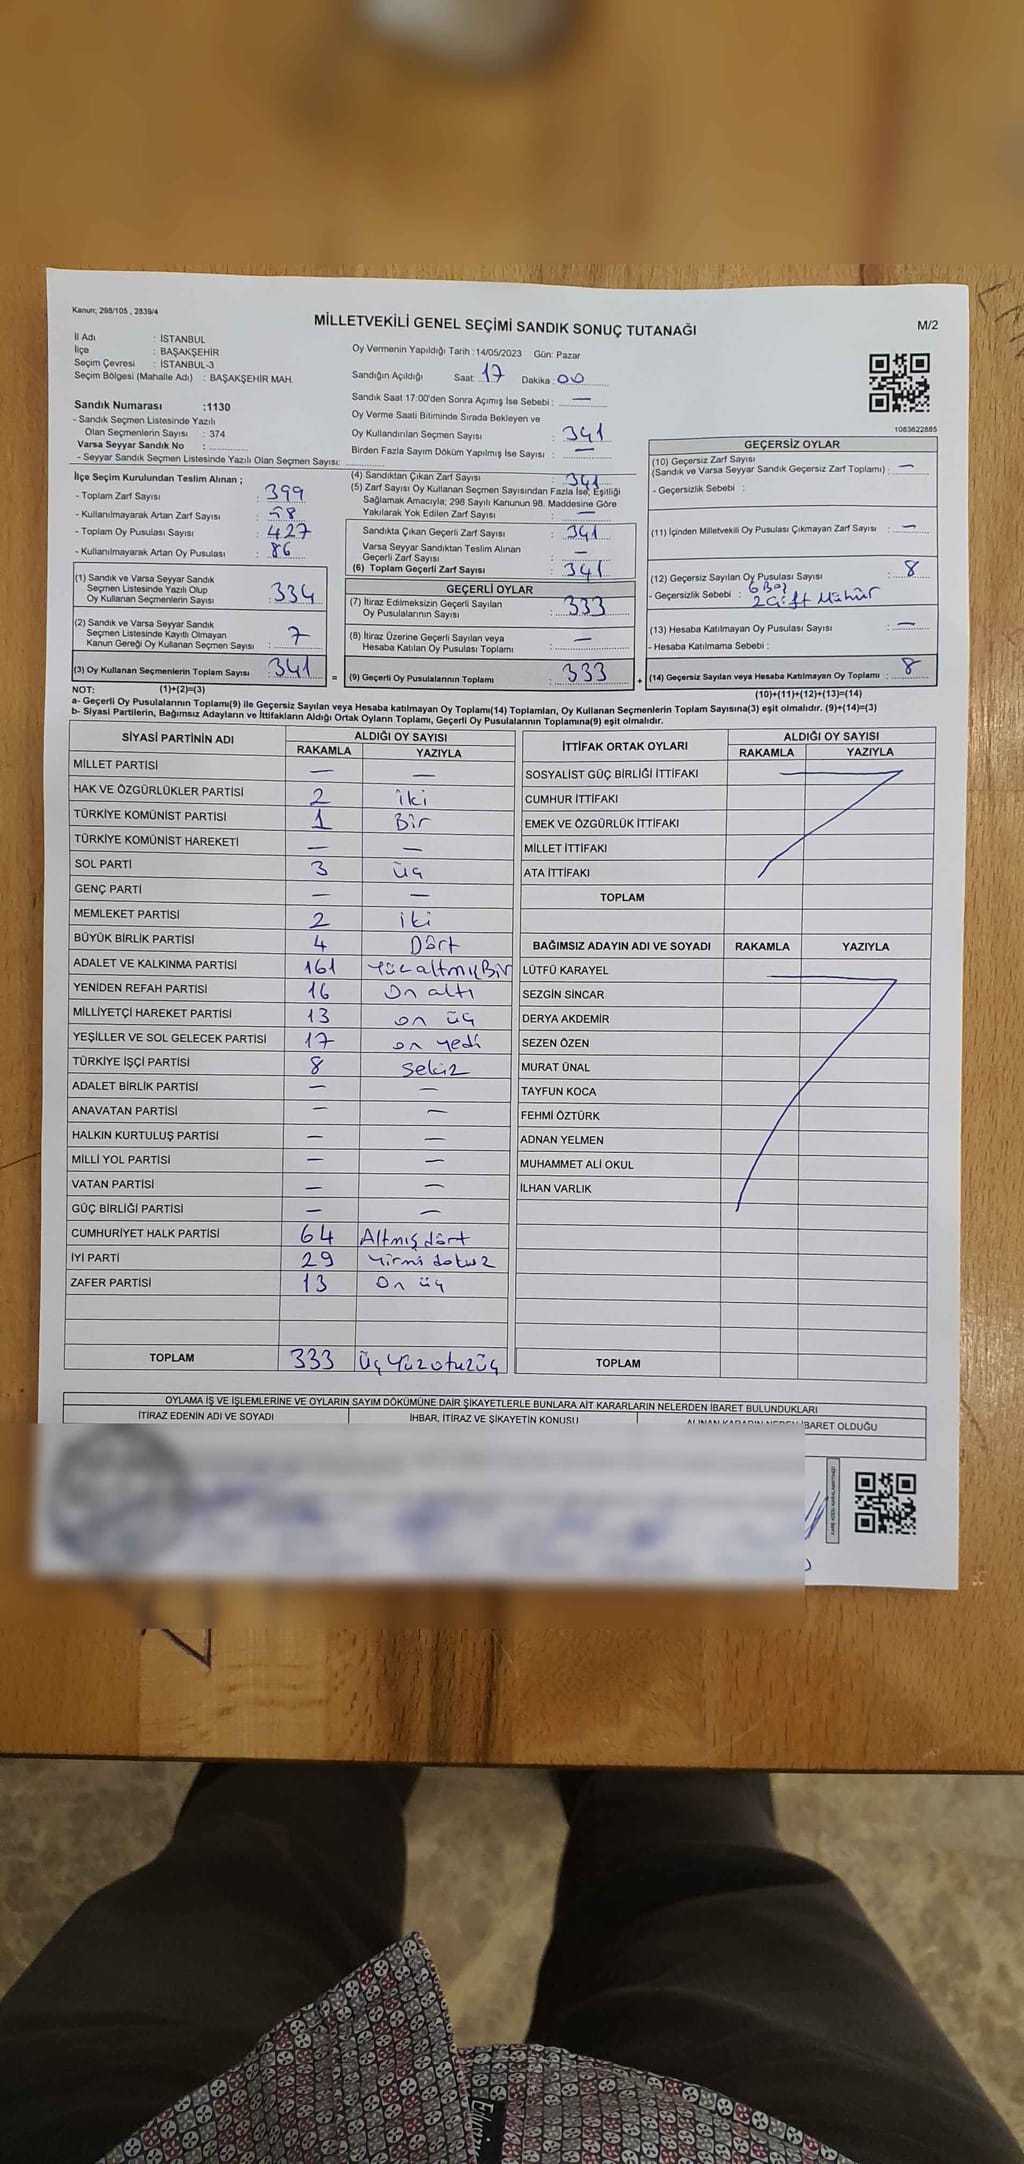 Kanun; 298/105 , 2839/4
MİLLETVEKİLİ GENEL SEÇİMİ SANDIK SONUÇ TUTANAĞI
M/2
İl Adı : İSTANBUL
İlçe : BAŞAKŞEHİR
Seçim Çevresi : İSTANBUL-3
Seçim Bölgesi (Mahalle Adı) : BAŞAKŞEHİR MAH.
Sandık Numarası :1130
- Sandık Seçmen Listesinde Yazılı
Olan Seçmenlerin Sayısı : 374
Varsa Seyyar Sandık No :
- Seyyar Sandık Seçmen Listesinde Yazılı Olan Seçmen Sayısı:
Oy Vermenin Yapıldığı Tarih :14/05/2023 Gün: Pazar
Sandığın Açıldığı Saat: 17 Dakika: 00
Sandık Saat 17:00'den Sonra Açımış İse Sebebi : —
Oy Verme Saati Bitiminde Sırada Bekleyen ve
Oy Kullandırılan Seçmen Sayısı : 341
Birden Fazla Sayım Döküm Yapılmış İse Sayısı : —
1083622885
İlçe Seçim Kurulundan Teslim Alınan ;
- Toplam Zarf Sayısı : 399
- Kullanılmayarak Artan Zarf Sayısı : 58
- Toplam Oy Pusulası Sayısı : 427
- Kullanılmayarak Artan Oy Pusulası : 86
(1) Sandık ve Varsa Seyyar Sandık
Seçmen Listesinde Yazılı Olup
Oy Kullanan Seçmenlerin Sayısı : 334
(2) Sandık ve Varsa Seyyar Sandık
Seçmen Listesinde Kayıtlı Olmayan
Kanun Gereği Oy Kullanan Seçmen Sayısı : 7
(3) Oy Kullanan Seçmenlerin Toplam Sayısı : 341 =
(4) Sandıktan Çıkan Zarf Sayısı : 341
(5) Zarf Sayısı Oy Kullanan Seçmen Sayısından Fazla İse, Eşitliği
Sağlamak Amacıyla; 298 Sayılı Kanunun 98. Maddesine Göre
Yakılarak Yok Edilen Zarf Sayısı : —
Sandıkta Çıkan Geçerli Zarf Sayısı : 341
Varsa Seyyar Sandıktan Teslim Alınan
Geçerli Zarf Sayısı : —
(6) Toplam Geçerli Zarf Sayısı : 341
GEÇERLİ OYLAR
(7) İtiraz Edilmeksizin Geçerli Sayılan
Oy Pusulalarının Sayısı : 333
(8) İtiraz Üzerine Geçerli Sayılan veya
Hesaba Katılan Oy Pusulası Toplamı : —
(9) Geçerli Oy Pusulalarının Toplamı : 333 +
GEÇERSİZ OYLAR
(10) Geçersiz Zarf Sayısı
(Sandık ve Varsa Seyyar Sandık Geçersiz Zarf Toplamı) : —
- Geçersizlik Sebebi :
(11) İçinden Milletvekili Oy Pusulası Çıkmayan Zarf Sayısı : —
(12) Geçersiz Sayılan Oy Pusulası Sayısı : 8
- Geçersizlik Sebebi : 6 Boş
2 Çift Mühür
(13) Hesaba Katılmayan Oy Pusulası Sayısı : —
- Hesaba Katılmama Sebebi :
(14) Geçersiz Sayılan veya Hesaba Katılmayan Oy Toplamı : 8
NOT: (1)+(2)=(3)
(10)+(11)+(12)+(13)=(14)
a- Geçerli Oy Pusulalarının Toplamı(9) ile Geçersiz Sayılan veya Hesaba katılmayan Oy Toplamı(14) Toplamları, Oy Kullanan Seçmenlerin Toplam Sayısına(3) eşit olmalıdır. (9)+(14)=(3)
b- Siyasi Partilerin, Bağımsız Adayların ve İttifakların Aldığı Ortak Oyların Toplamı, Geçerli Oy Pusulalarının Toplamına(9) eşit olmalıdır.
SİYASİ PARTİNİN ADI ALDIĞI OY SAYISI
RAKAMLA YAZIYLA
MİLLET PARTİSİ — —
HAK VE ÖZGÜRLÜKLER PARTİSİ 2 iki
TÜRKİYE KOMÜNİST PARTİSİ 1 Bir
TÜRKİYE KOMÜNİST HAREKETİ — —
SOL PARTİ 3 üç
GENÇ PARTİ — —
MEMLEKET PARTİSİ 2 iki
BÜYÜK BİRLİK PARTİSİ 4 Dört
ADALET VE KALKINMA PARTİSİ 161 Yüz altmış Bir
YENİDEN REFAH PARTİSİ 16 On altı
MİLLİYETÇİ HAREKET PARTİSİ 13 on üç
YEŞİLLER VE SOL GELECEK PARTİSİ 17 on yedi
TÜRKİYE İŞÇİ PARTİSİ 8 sekiz
ADALET BİRLİK PARTİSİ — —
ANAVATAN PARTİSİ — —
HALKIN KURTULUŞ PARTİSİ — —
MİLLİ YOL PARTİSİ — —
VATAN PARTİSİ — —
GÜÇ BİRLİĞİ PARTİSİ — —
CUMHURİYET HALK PARTİSİ 64 Altmış dört
İYİ PARTİ 29 Yirmi dokuz
ZAFER PARTİSİ 13 On üç
TOPLAM 333 üç yüz otuz üç
İTTİFAK ORTAK OYLARI ALDIĞI OY SAYISI
RAKAMLA YAZIYLA
SOSYALİST GÜÇ BİRLİĞİ İTTİFAKI
CUMHUR İTTİFAKI
EMEK VE ÖZGÜRLÜK İTTİFAKI
MİLLET İTTİFAKI
ATA İTTİFAKI
TOPLAM
BAĞIMSIZ ADAYIN ADI VE SOYADI RAKAMLA YAZIYLA
LÜTFÜ KARAYEL
SEZGİN SİNCAR
DERYA AKDEMİR
SEZEN ÖZEN
MURAT ÜNAL
TAYFUN KOCA
FEHMİ ÖZTÜRK
ADNAN YELMEN
MUHAMMET ALİ OKUL
İLHAN VARLIK
TOPLAM
OYLAMA İŞ VE İŞLEMLERİNE VE OYLARIN SAYIM DÖKÜMÜNE DAİR ŞİKAYETLERLE BUNLARA AİT KARARLARIN NELERDEN İBARET BULUNDUKLARI
İTİRAZ EDENİN ADI VE SOYADI İHBAR, İTİRAZ VE ŞİKAYETİN KONUSU ALINAN KARARIN NEDEN İBARET OLDUĞU